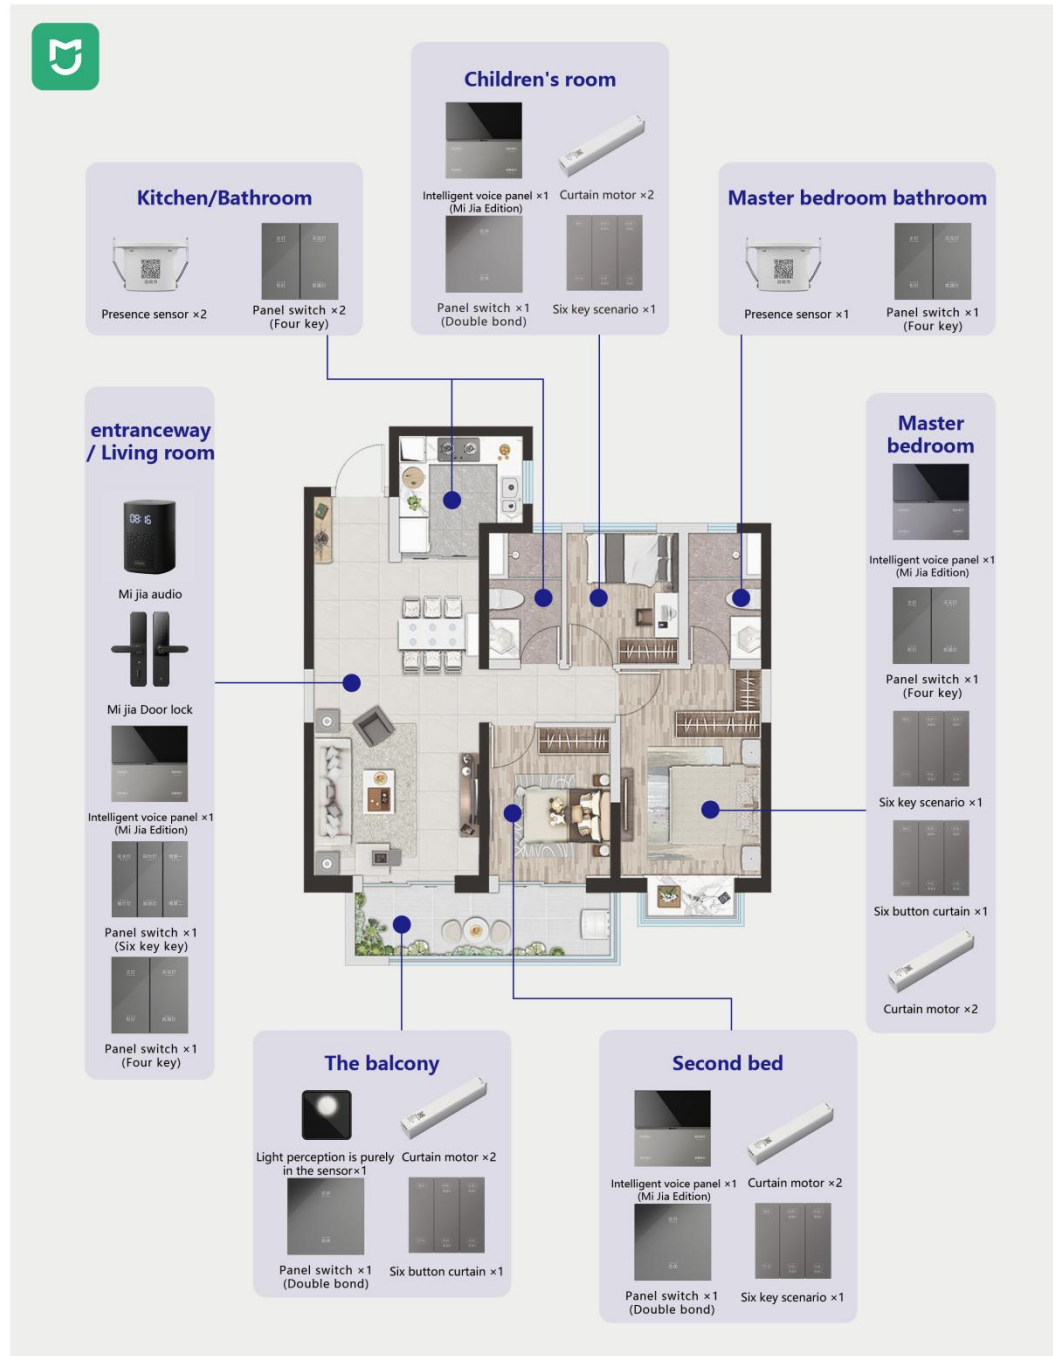 Children's room
Intelligent voice panel ×1
(Mi Jia Edition)
Curtain motor ×2
Panel switch ×1
(Double bond)
Six key scenario ×1
Kitchen/Bathroom
Presence sensor ×2
Panel switch ×2
(Four key)
Master bedroom bathroom
Presence sensor ×1
Panel switch ×1
(Four key)
entranceway
/ Living room
08:16
Mi jia audio
Mi jia Door lock
Intelligent voice panel ×1
(Mi Jia Edition)
Panel switch ×1
(Six key key)
Panel switch ×1
(Four key)
Master
bedroom
Intelligent voice panel ×1
(Mi Jia Edition)
Panel switch ×1
(Four key)
Six key scenario ×1
Six button curtain ×1
Curtain motor ×2
The balcony
Light perception is purely
in the sensor×1
Curtain motor ×2
Panel switch ×1
(Double bond)
Six button curtain ×1
Second bed
Intelligent voice panel ×1
(Mi Jia Edition)
Curtain motor ×2
Panel switch ×1
(Double bond)
Six key scenario ×1